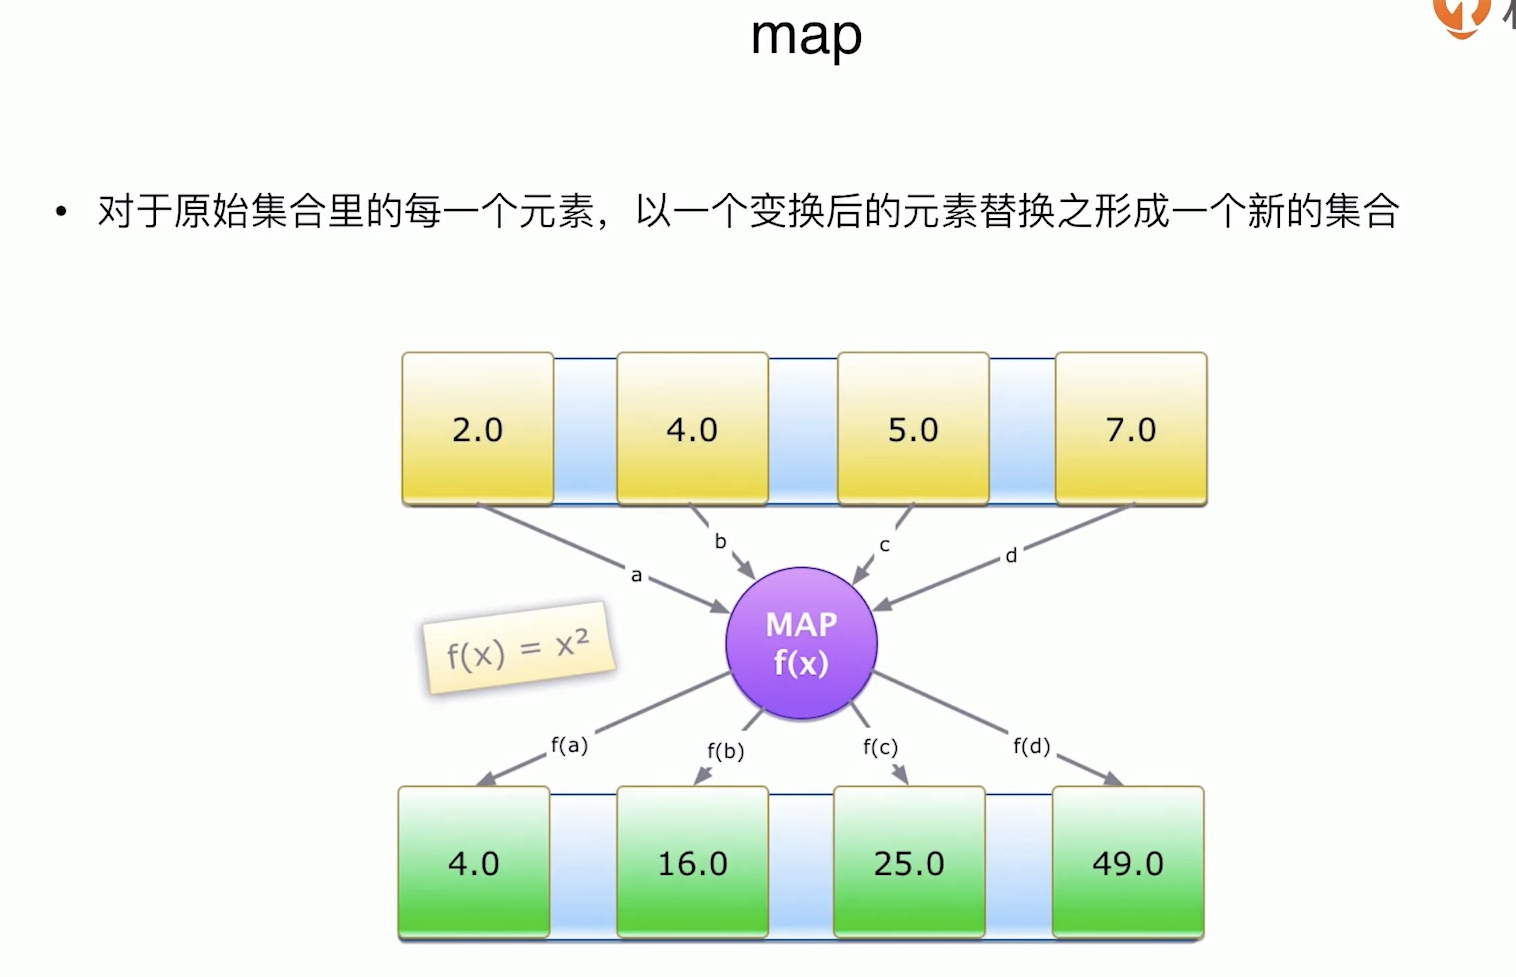 map
• 对于原始集合里的每一个元素，以一个变换后的元素替换之形成一个新的集合
2.0 4.0 5.0 7.0
b c d
a
MAP
f(x)
f(x) = x²
f(a) f(b) f(c) f(d)
4.0 16.0 25.0 49.0